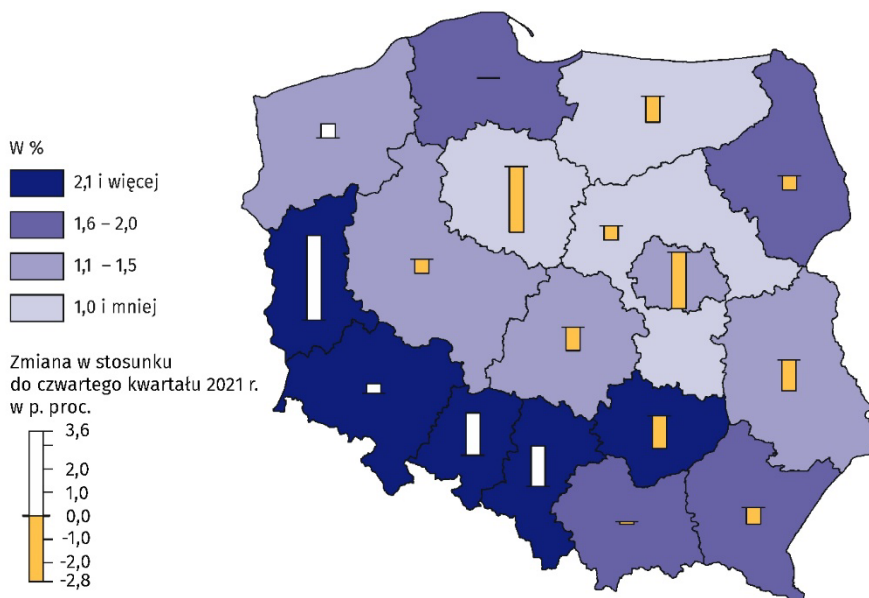 W %
2,1 i więcej
1,6 – 2,0
1,1 – 1,5
1,0 i mniej
Zmiana w stosunku
do czwartego kwartału 2021 r.
w p. proc.
3,6
2,0
1,0
0,0
-1,0
-2,0
-2,8